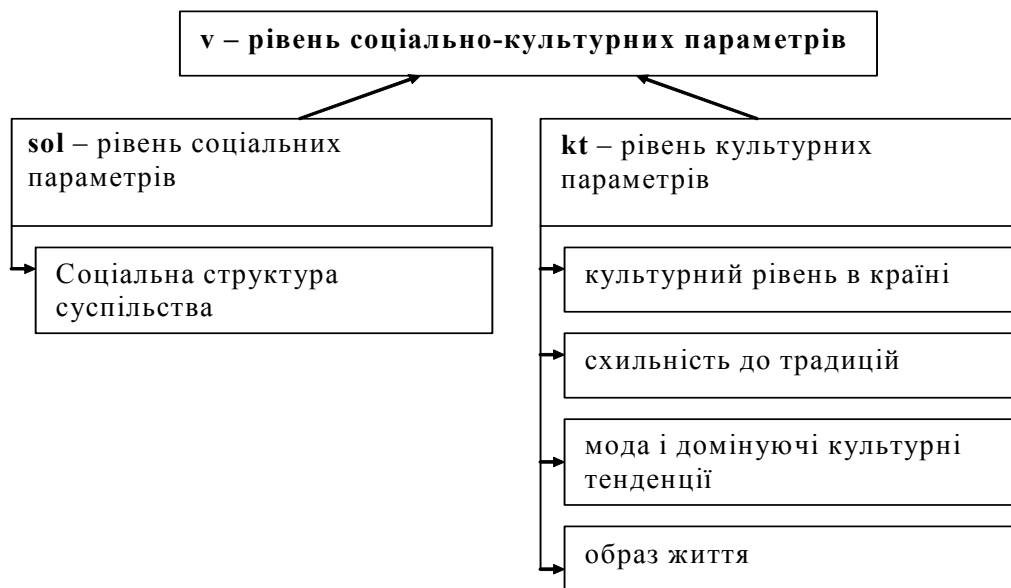 v – рівень соціально-культурних параметрів
sol – рівень соціальних
параметрів
Соціальна структура
суспільства
kt – рівень культурних
параметрів
культурний рівень в країні
схильність до традицій
мода і домінуючі культурні
тенденції
образ життя